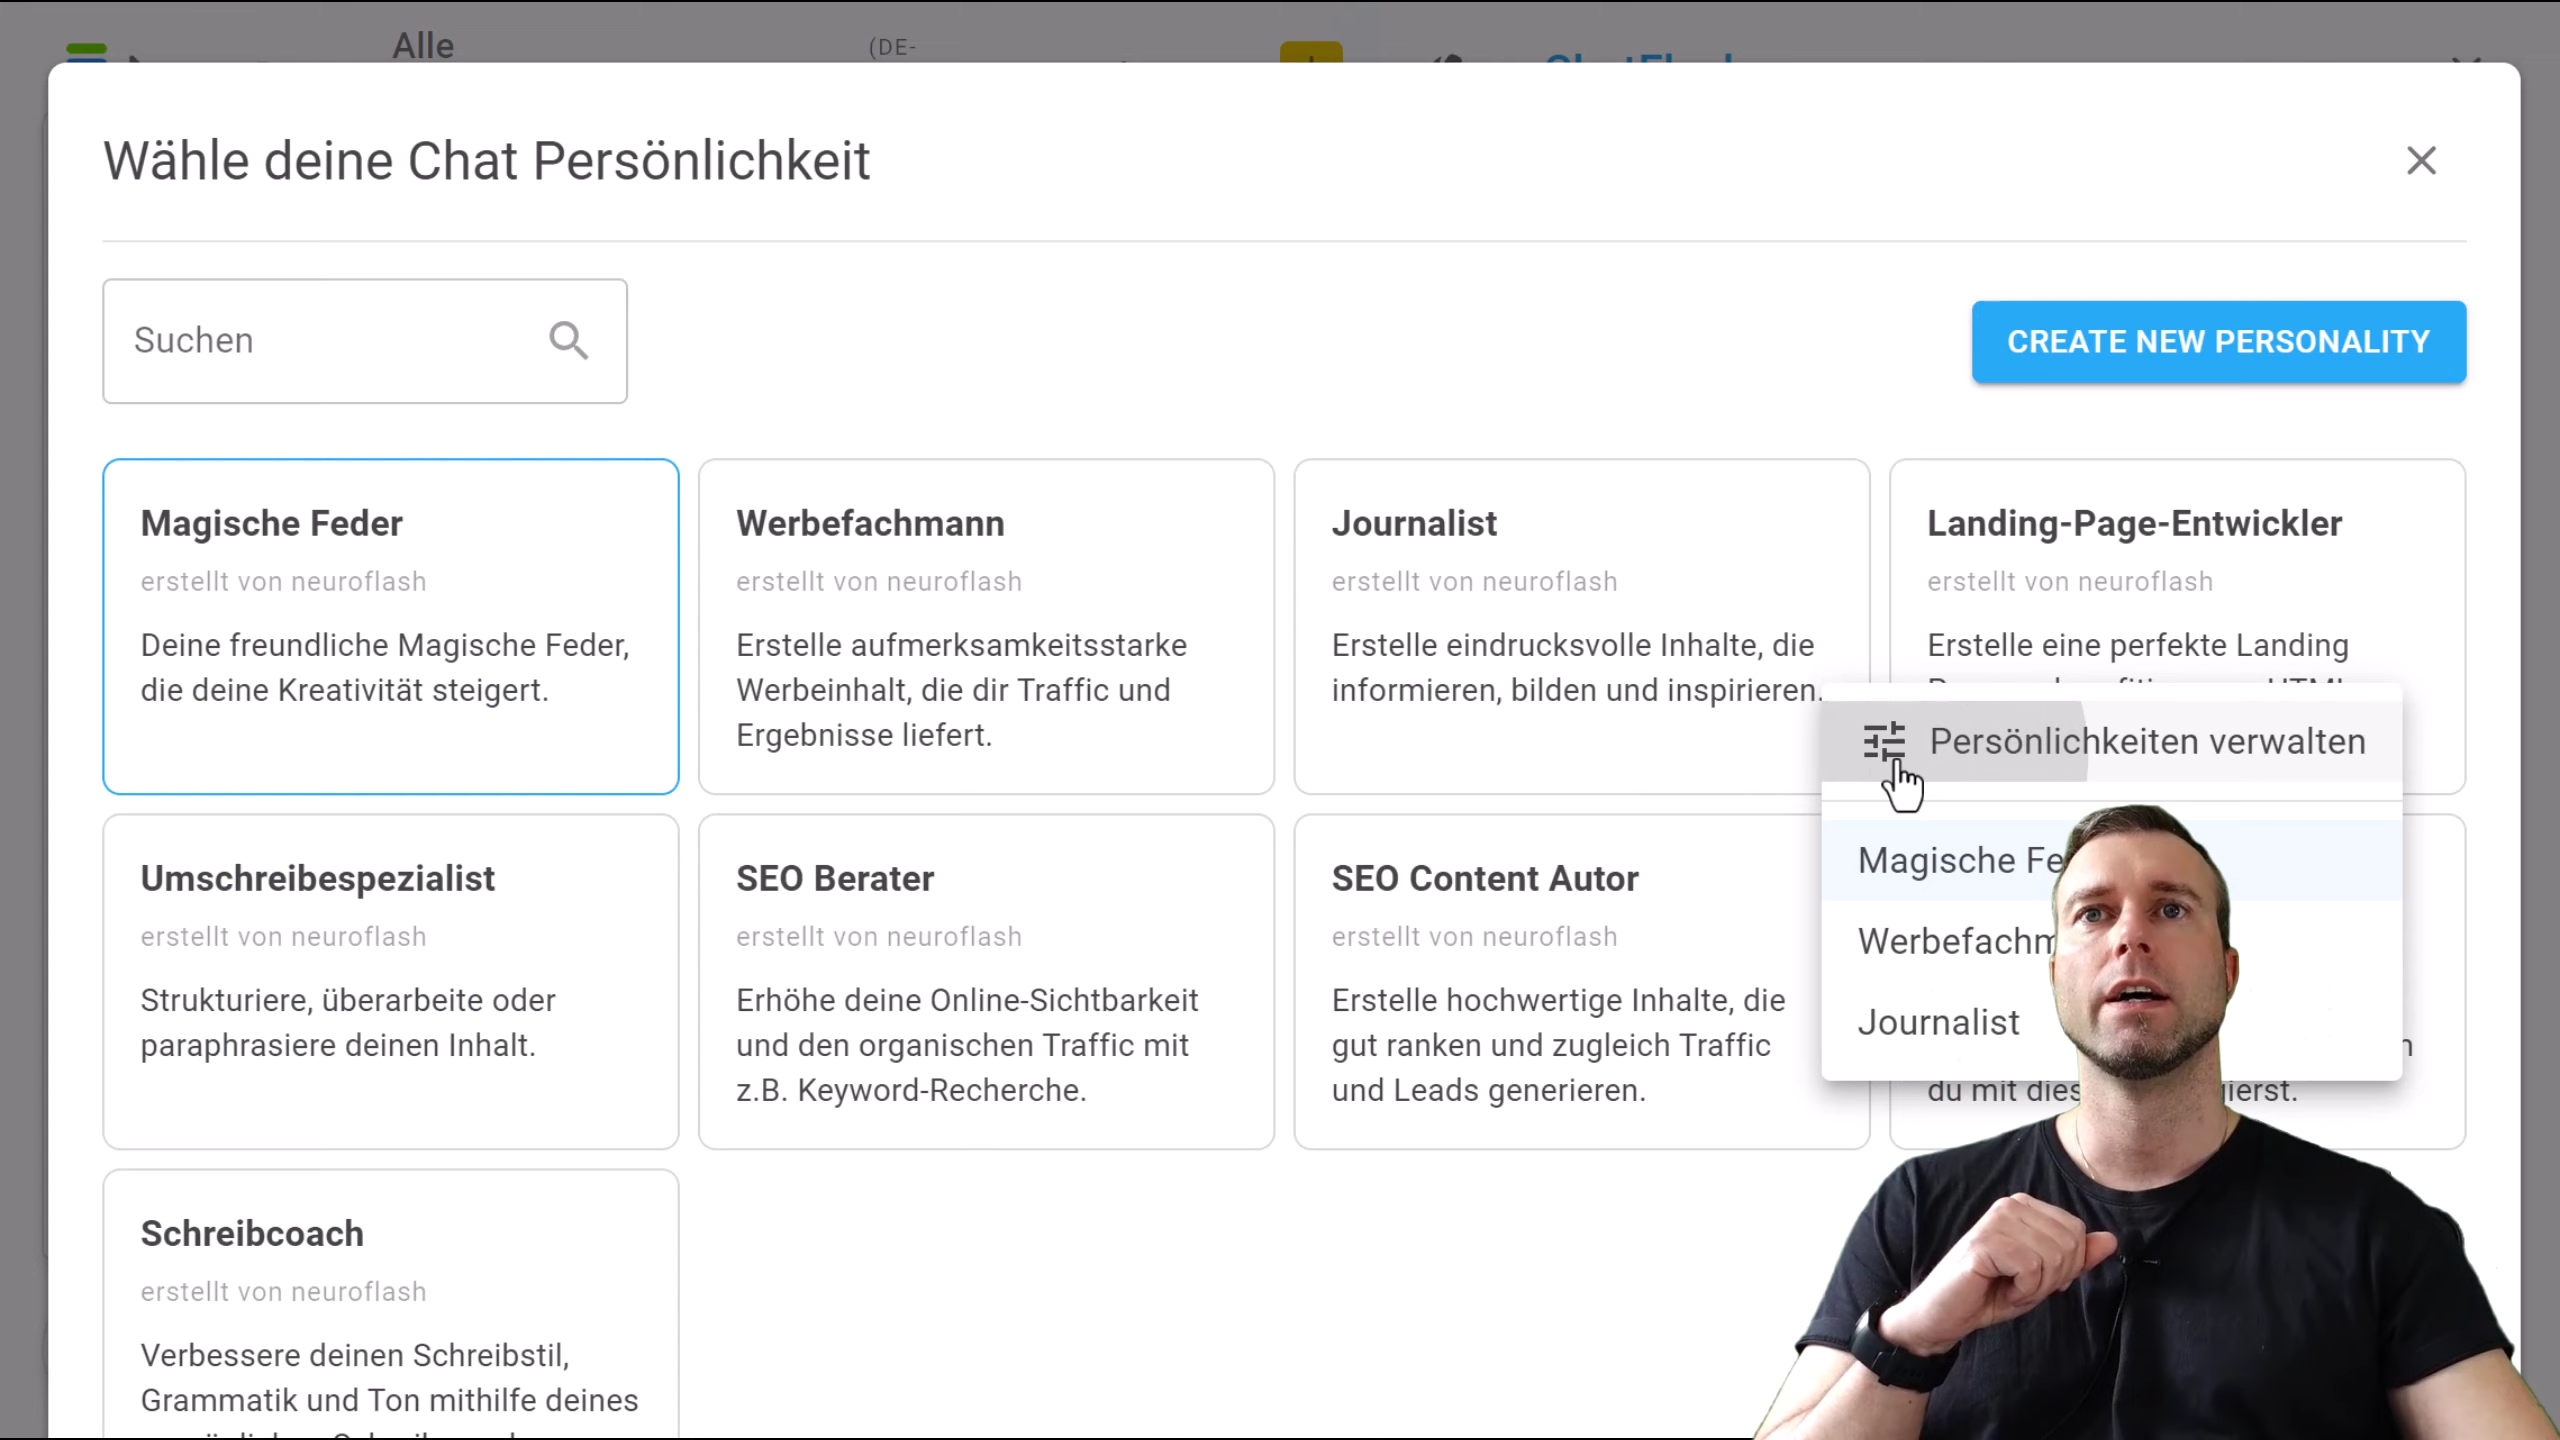 Alle
(DE-
Wähle deine Chat Persönlichkeit
Suchen
CREATE NEW PERSONALITY
Magische Feder
erstellt von neuroflash
Deine freundliche Magische Feder,
die deine Kreativität steigert.
Werbefachmann
erstellt von neuroflash
Erstelle aufmerksamkeitsstarke
Werbeinhalt, die dir Traffic und
Ergebnisse liefert.
Journalist
erstellt von neuroflash
Erstelle eindrucksvolle Inhalte, die
informieren, bilden und inspirieren.
Landing-Page-Entwickler
erstellt von neuroflash
Erstelle eine perfekte Landing
Persönlichkeiten verwalten
Magische Fe
Werbefachm
Journalist
Umschreibespezialist
erstellt von neuroflash
Strukturiere, überarbeite oder
paraphrasiere deinen Inhalt.
SEO Berater
erstellt von neuroflash
Erhöhe deine Online-Sichtbarkeit
und den organischen Traffic mit
z.B. Keyword-Recherche.
SEO Content Autor
erstellt von neuroflash
Erstelle hochwertige Inhalte, die
gut ranken und zugleich Traffic
und Leads generieren.
du mit
Schreibcoach
erstellt von neuroflash
Verbessere deinen Schreibstil,
Grammatik und Ton mithilfe deines